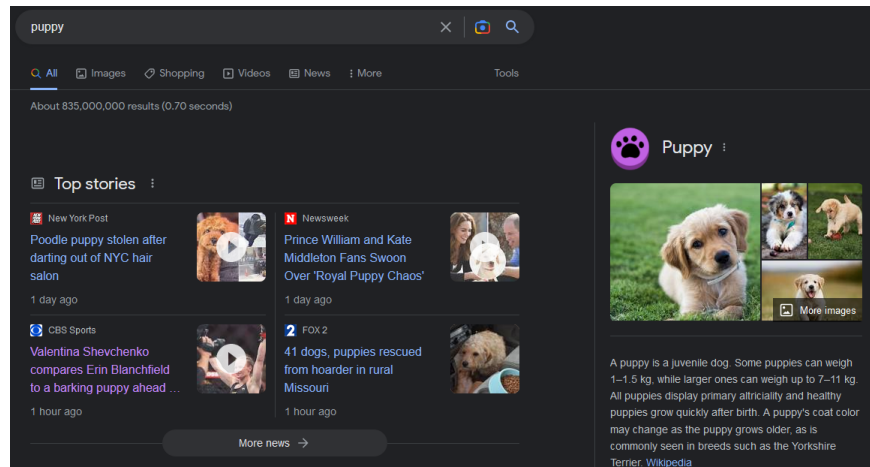 puppy
All Images Shopping Videos News More Tools
About 835,000,000 results (0.70 seconds)
Top stories
New York Post
Poodle puppy stolen after
darting out of NYC hair
salon
1 day ago
N Newsweek
Prince William and Kate
Middleton Fans Swoon
Over 'Royal Puppy Chaos'
1 day ago
CBS Sports
Valentina Shevchenko
compares Erin Blanchfield
to a barking puppy ahead ...
1 hour ago
2 FOX 2
41 dogs, puppies rescued
from hoarder in rural
Missouri
1 hour ago
More news →
Puppy
More images
A puppy is a juvenile dog. Some puppies can weigh
1–1.5 kg, while larger ones can weigh up to 7–11 kg.
All puppies display primary altriciality and healthy
puppies grow quickly after birth. A puppy's coat color
may change as the puppy grows older, as is
commonly seen in breeds such as the Yorkshire
Terrier. Wikipedia